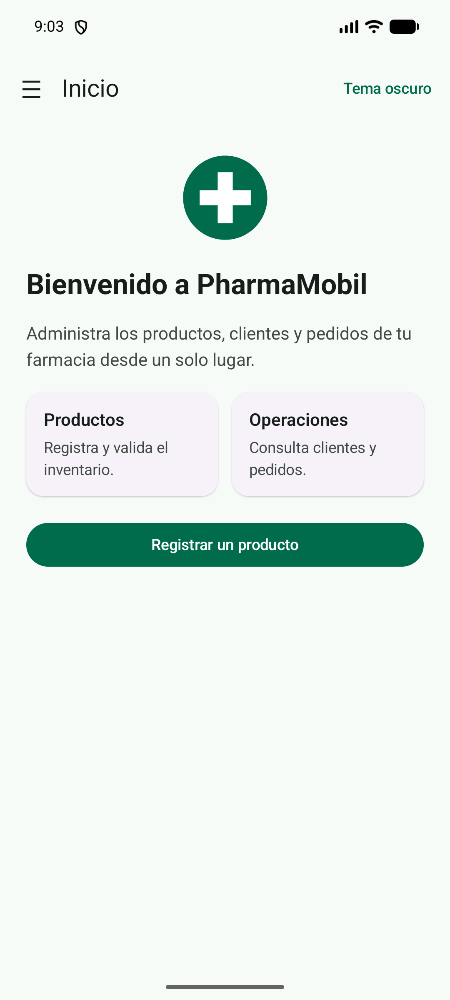 9:03
Inicio
Tema oscuro
Bienvenido a PharmaMobil
Administra los productos, clientes y pedidos de tu
farmacia desde un solo lugar.
Productos
Registra y valida el
inventario.
Operaciones
Consulta clientes y
pedidos.
Registrar un producto